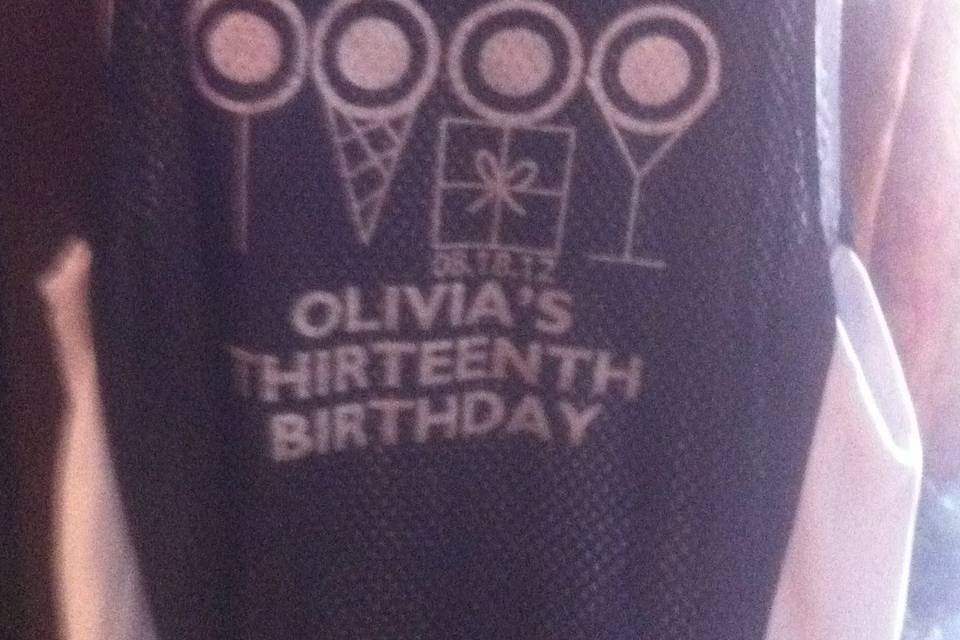 08.18.12
OLIVIA'S
THIRTEENTH
BIRTHDAY